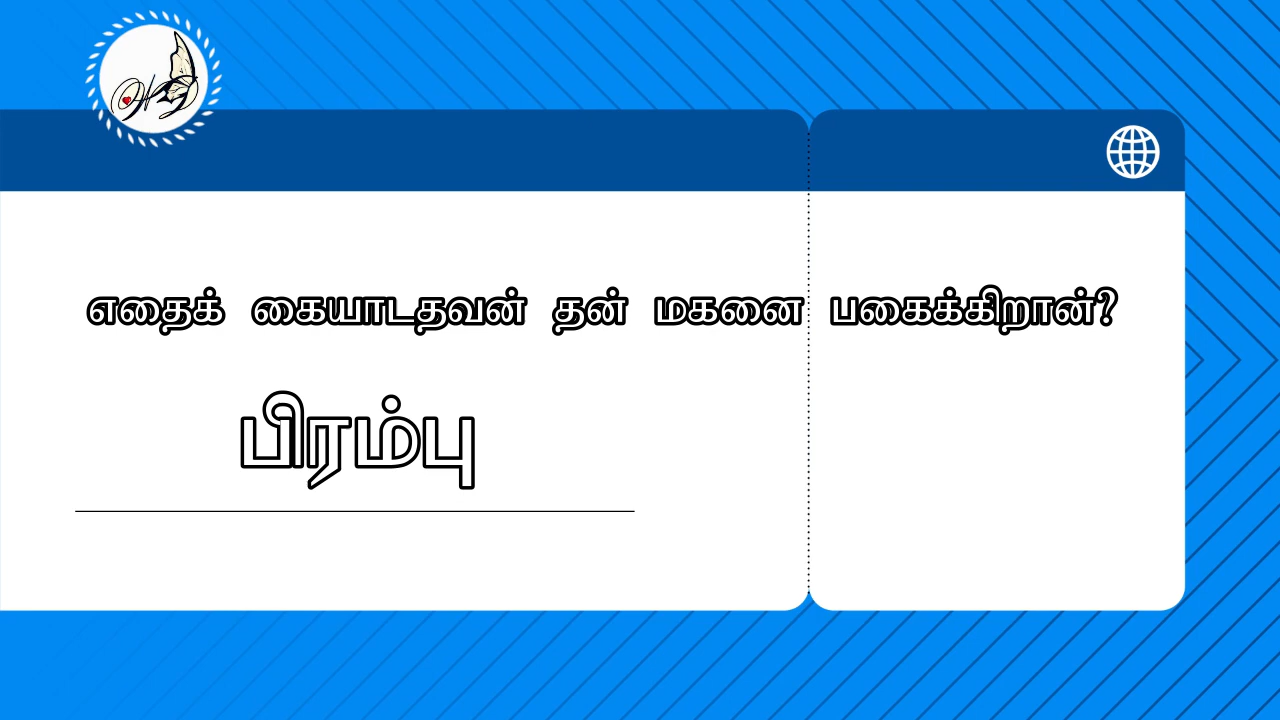 எதைக் கையாடதவன் தன் மகனை பகைக்கிறான்?
பிரம்பு